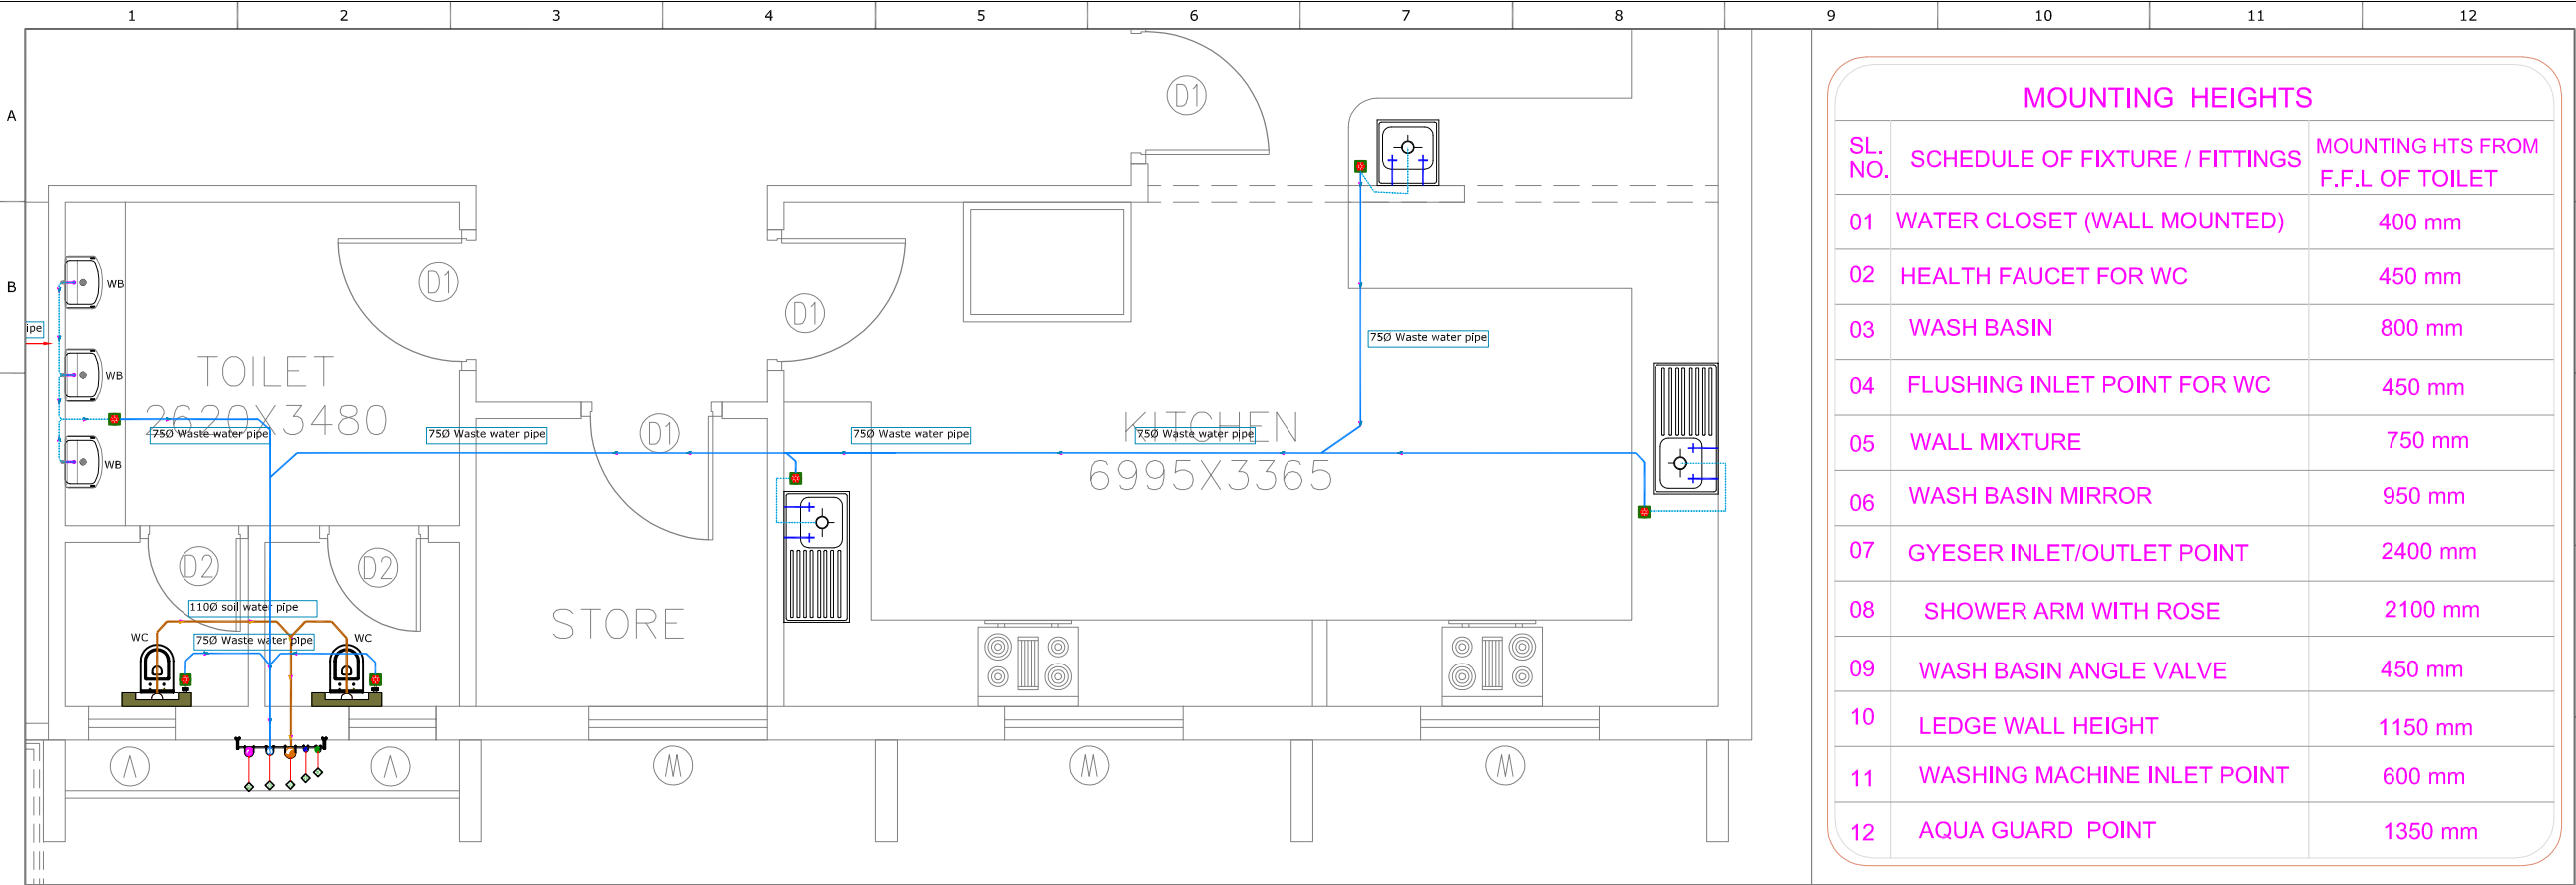 1 2 3 4 5 6 7 8 9 10 11 12
A
B
D1
D1
D1
D1
D2
D2
WB
WB
WB
ipe
TOILET
2620X3480
75Ø Waste water pipe
75Ø Waste water pipe
75Ø Waste water pipe
75Ø Waste water pipe
75Ø Waste water pipe
KITCHEN
6995X3365
STORE
110Ø soil water pipe
75Ø Waste water pipe
WC
WC
V
V
W
W
W
MOUNTING HEIGHTS
SL. NO. SCHEDULE OF FIXTURE / FITTINGS MOUNTING HTS FROM F.F.L OF TOILET
01 WATER CLOSET (WALL MOUNTED) 400 mm
02 HEALTH FAUCET FOR WC 450 mm
03 WASH BASIN 800 mm
04 FLUSHING INLET POINT FOR WC 450 mm
05 WALL MIXTURE 750 mm
06 WASH BASIN MIRROR 950 mm
07 GYESER INLET/OUTLET POINT 2400 mm
08 SHOWER ARM WITH ROSE 2100 mm
09 WASH BASIN ANGLE VALVE 450 mm
10 LEDGE WALL HEIGHT 1150 mm
11 WASHING MACHINE INLET POINT 600 mm
12 AQUA GUARD POINT 1350 mm